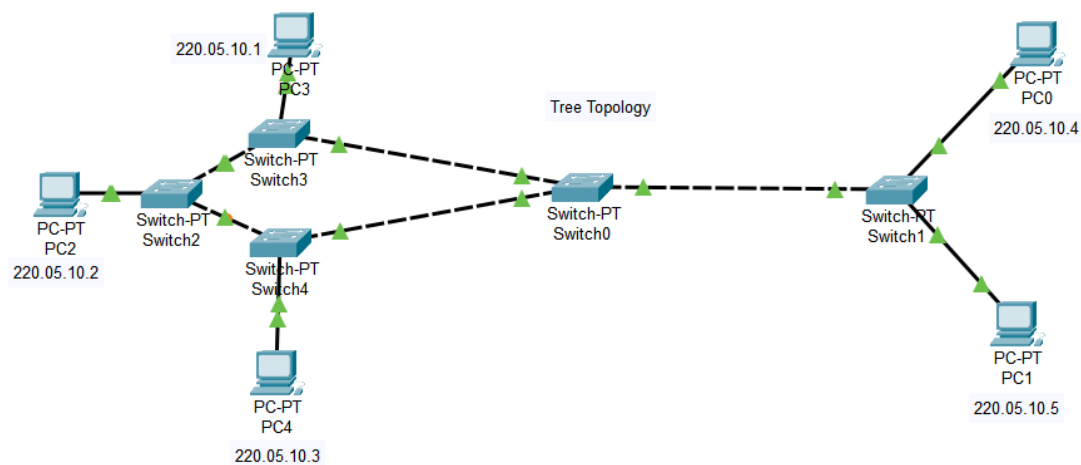 220.05.10.1
PC-PT
PC3
Tree Topology
PC-PT
PC0
220.05.10.4
Switch-PT
Switch3
PC-PT
PC2
220.05.10.2
Switch-PT
Switch2
Switch-PT
Switch0
Switch-PT
Switch1
Switch-PT
Switch4
PC-PT
PC1
220.05.10.5
PC-PT
PC4
220.05.10.3